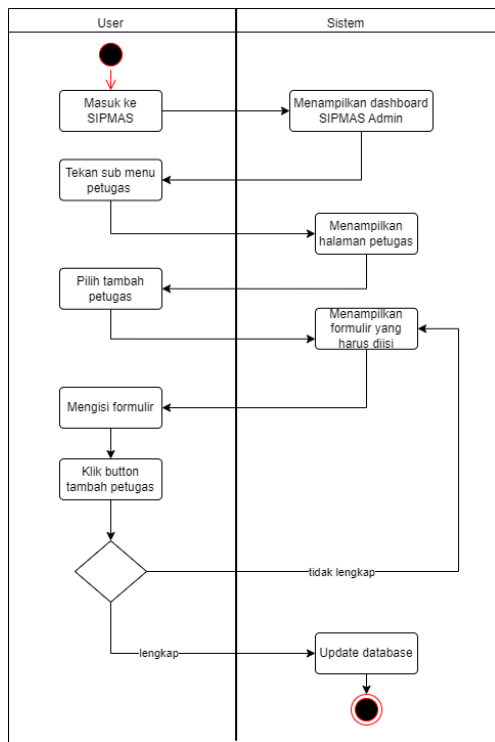 User
Sistem
Masuk ke
SIPMAS
Menampilkan dashboard
SIPMAS Admin
Tekan sub menu
petugas
Menampilkan
halaman petugas
Pilih tambah
petugas
Menampilkan
formulir yang
harus diisi
Mengisi formulir
Klik button
tambah petugas
tidak lengkap
lengkap
Update database